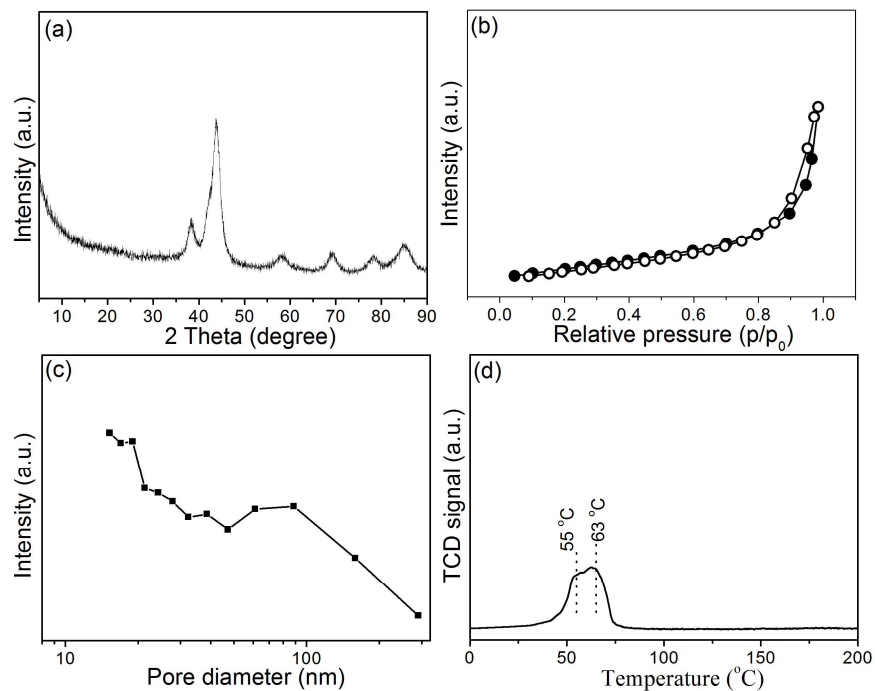 (a)
Intensity (a.u.)
10 20 30 40 50 60 70 80 90
2 Theta (degree)
(b)
Intensity (a.u.)
0.0 0.2 0.4 0.6 0.8 1.0
Relative pressure (p/p₀)
(c)
Intensity (a.u.)
10 100
Pore diameter (nm)
(d)
TCD signal (a.u.)
55 °C
63 °C
0 50 100 150 200
Temperature (°C)